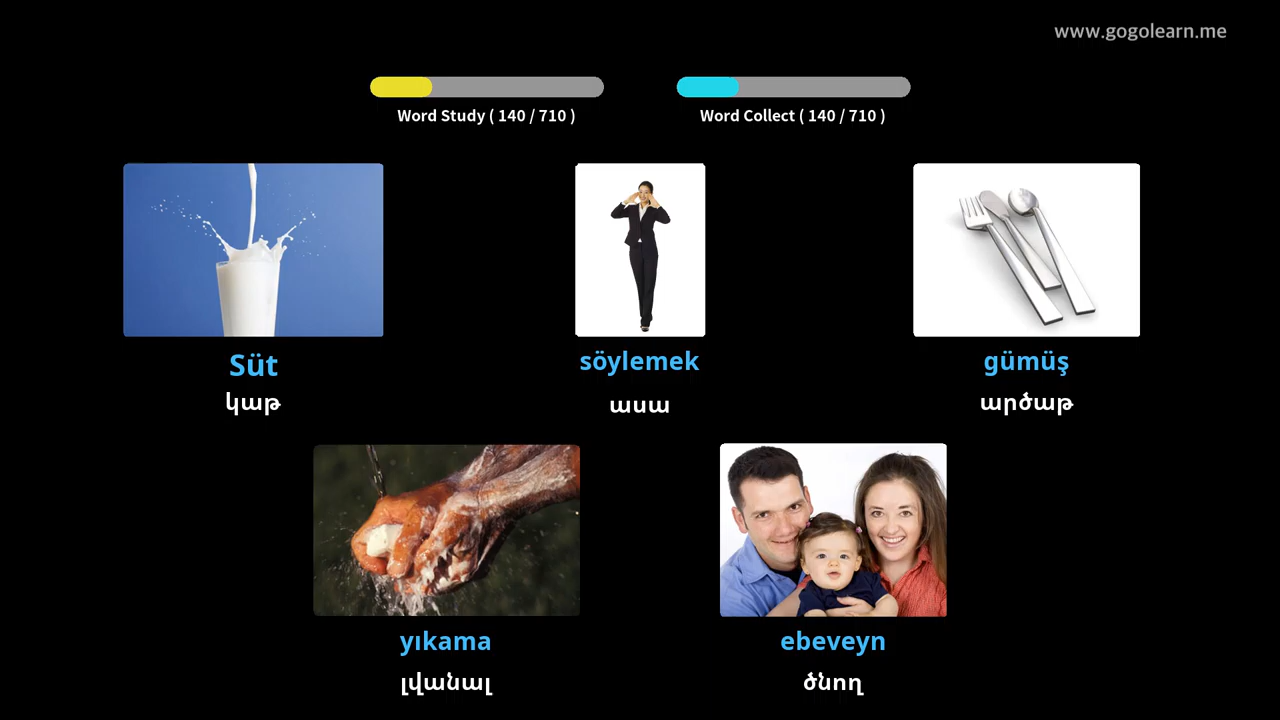 www.gogolearn.me
Word Study ( 140 / 710 )
Word Collect ( 140 / 710 )
Süt
կաթ
söylemek
ասա
gümüş
արծաթ
yıkama
լվանալ
ebeveyn
ծնող